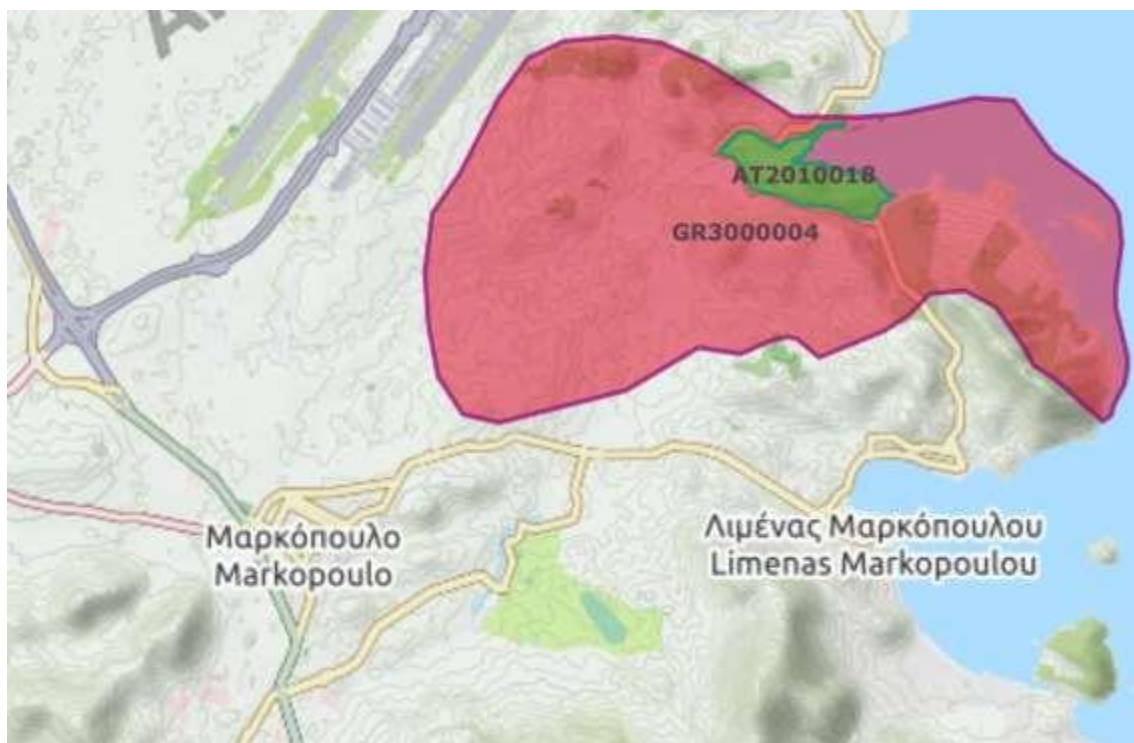 AT2010018
GR3000004
Μαρκόπουλο
Markopoulo
Λιμένας Μαρκόπουλου
Limenas Markopoulou